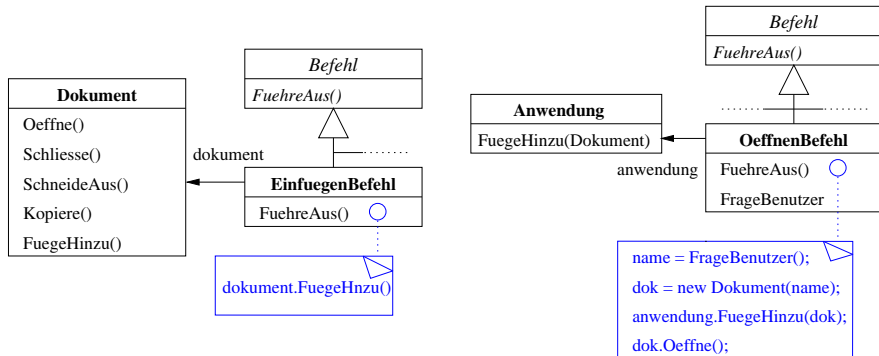 Befehl
FuehreAus()
Dokument
Oeffne()
Schliesse()
SchneideAus()
Kopiere()
FuegeHinzu()
dokument
EinfuegenBefehl
FuehreAus()
dokument.FuegeHnzu()
Befehl
FuehreAus()
Anwendung
FuegeHinzu(Dokument)
anwendung
OeffnenBefehl
FuehreAus()
FrageBenutzer
name = FrageBenutzer();
dok = new Dokument(name);
anwendung.FuegeHinzu(dok);
dok.Oeffne();